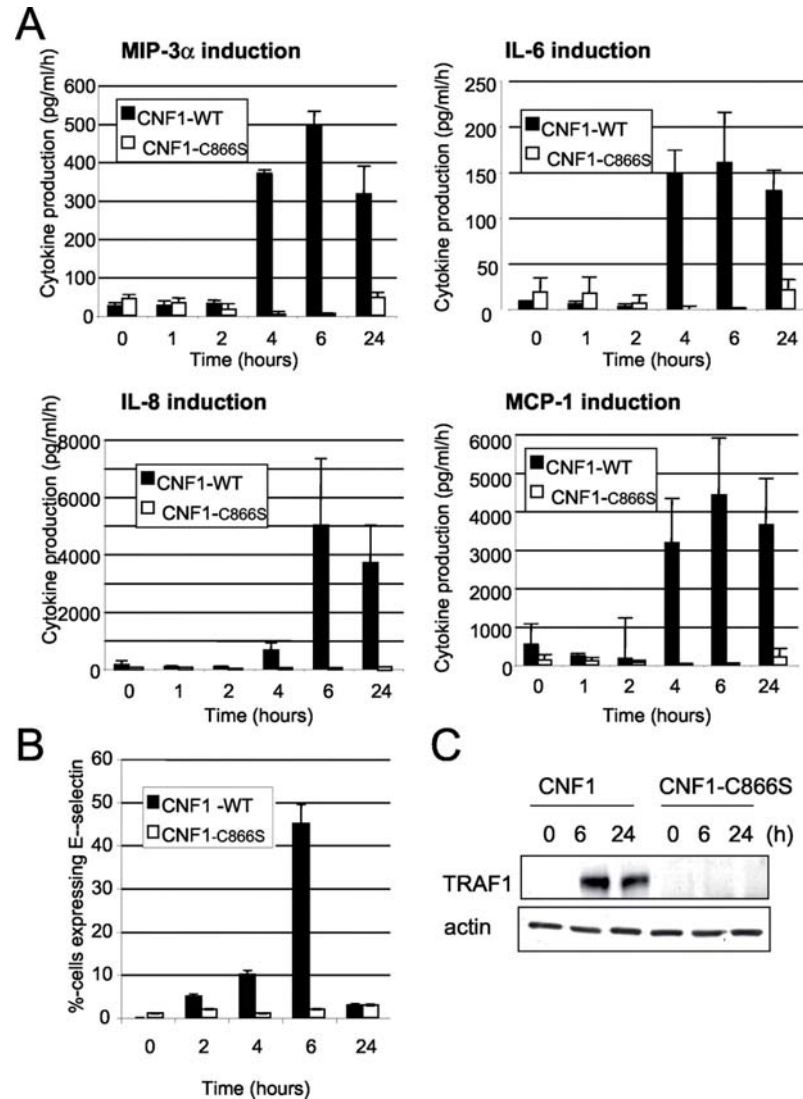 A
MIP-3α induction
Cytokine production (pg/ml/h)
600
500
400
300
200
100
0
CNF1-WT
CNF1-C866S
0 1 2 4 6 24
Time (hours)
IL-6 induction
Cytokine production (pg/ml/h)
250
200
150
100
50
0
CNF1-WT
CNF1-C866S
0 1 2 4 6 24
Time (hours)
IL-8 induction
Cytokine production (pg/ml/h)
8000
6000
4000
2000
0
CNF1-WT
CNF1-C866S
0 1 2 4 6 24
Time (hours)
MCP-1 induction
Cytokine production (pg/ml/h)
6000
5000
4000
3000
2000
1000
0
CNF1-WT
CNF1-C866S
0 1 2 4 6 24
Time (hours)
B
%-cells expressing E--selectin
60
50
40
30
20
10
0
CNF1 -WT
CNF1-C866S
0 2 4 6 24
Time (hours)
C
CNF1 CNF1-C866S
0 6 24 0 6 24 (h)
TRAF1
actin